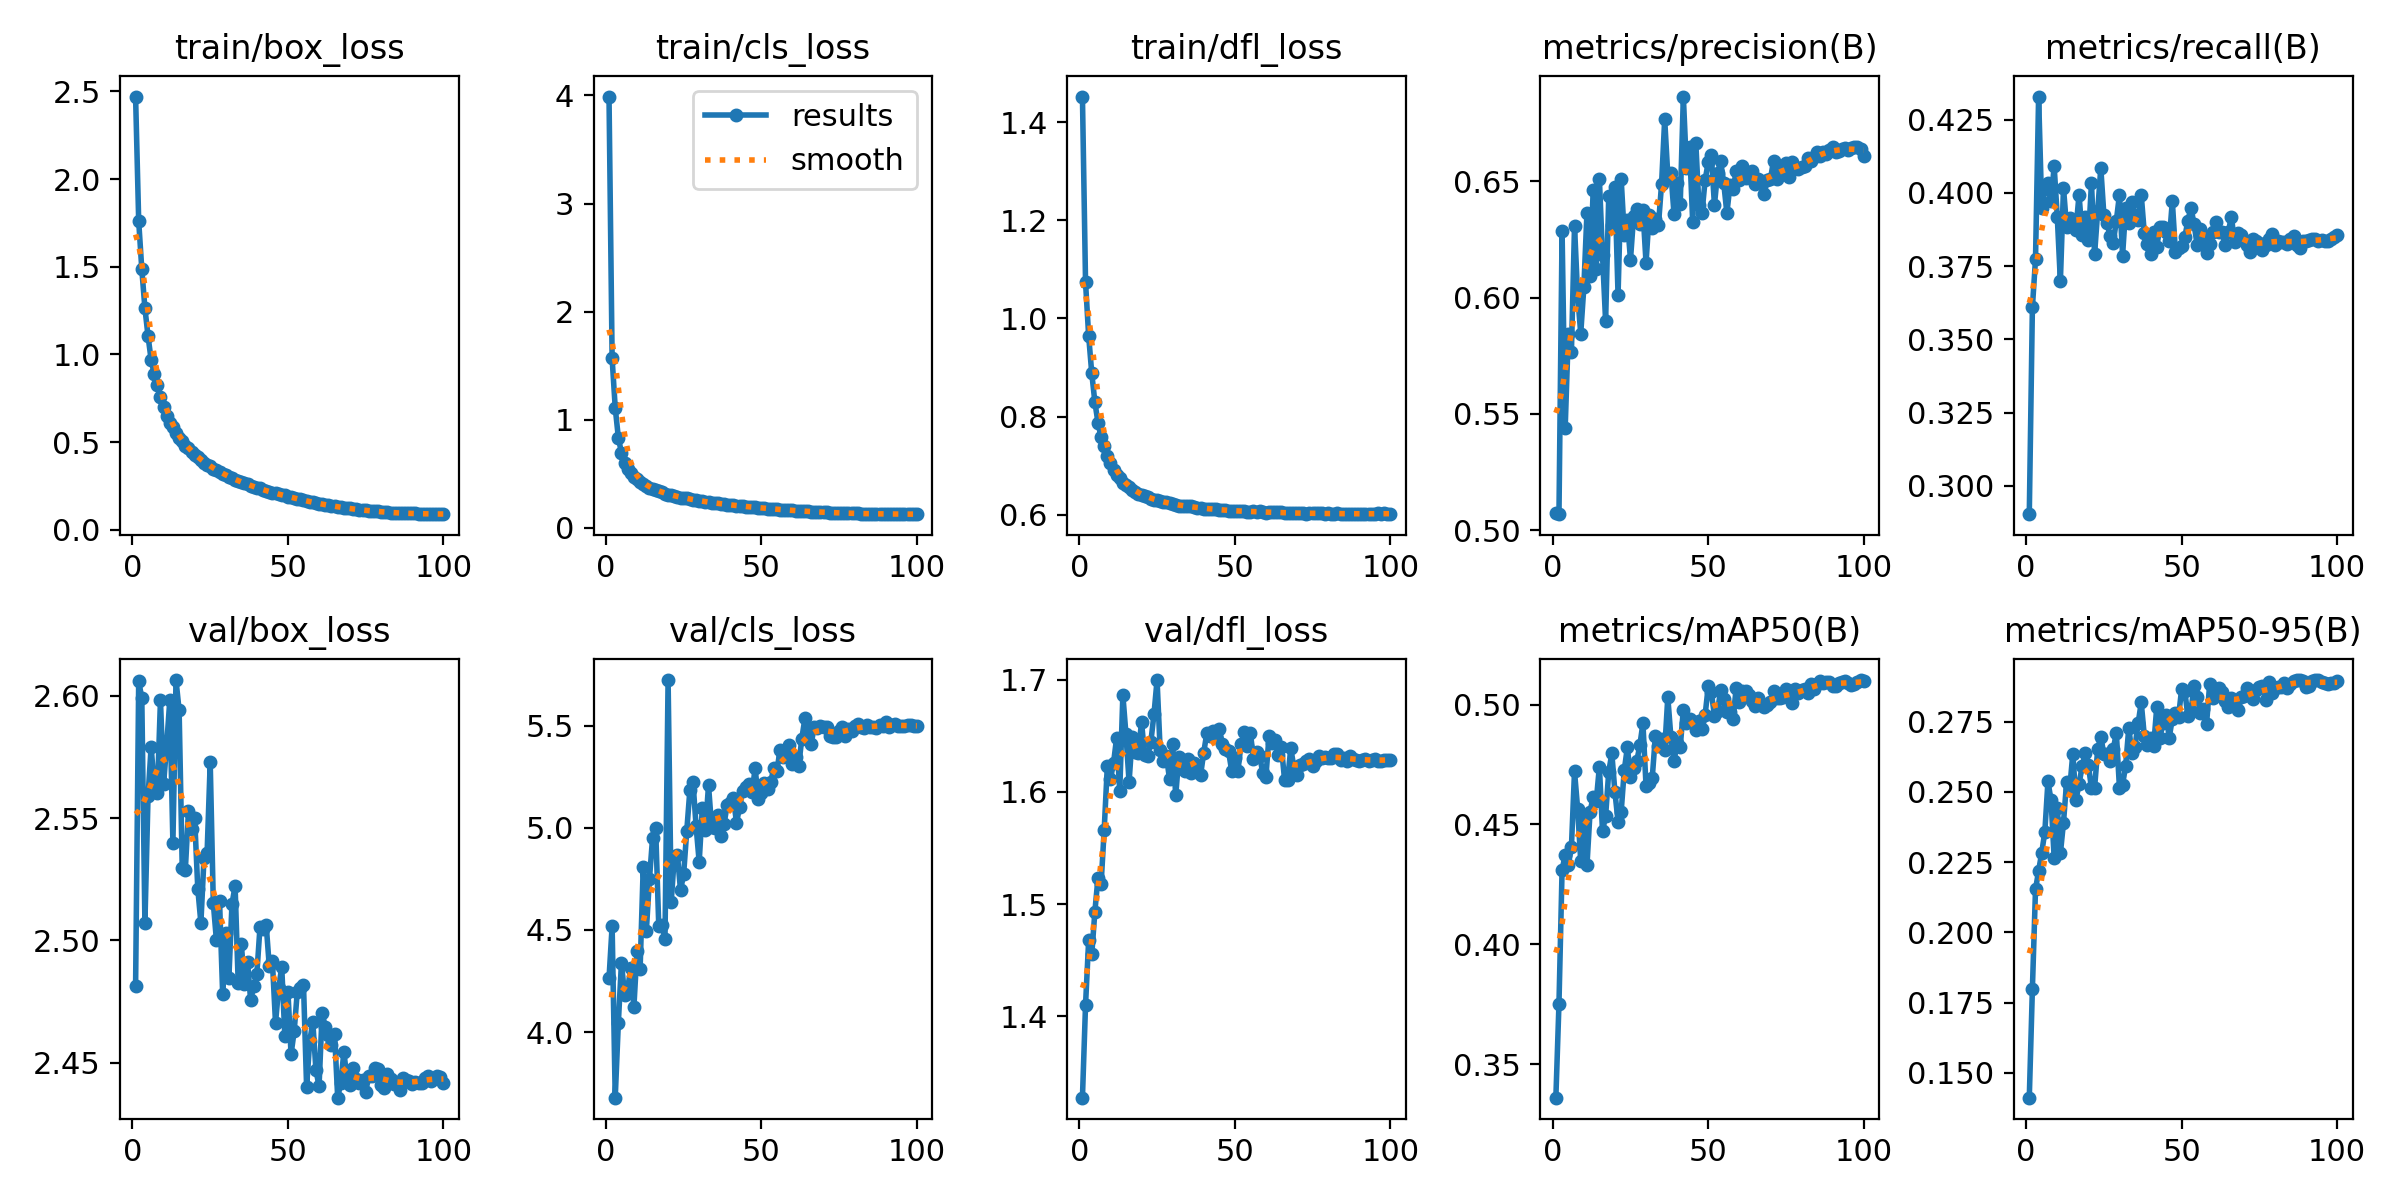 train/box_loss
2.5
2.0
1.5
1.0
0.5
0.0
0 50 100
train/cls_loss
results
smooth
4
3
2
1
0
0 50 100
train/dfl_loss
1.4
1.2
1.0
0.8
0.6
0 50 100
metrics/precision(B)
0.65
0.60
0.55
0.50
0 50 100
metrics/recall(B)
0.425
0.400
0.375
0.350
0.325
0.300
0 50 100
val/box_loss
2.60
2.55
2.50
2.45
0 50 100
val/cls_loss
5.5
5.0
4.5
4.0
0 50 100
val/dfl_loss
1.7
1.6
1.5
1.4
0 50 100
metrics/mAP50(B)
0.50
0.45
0.40
0.35
0 50 100
metrics/mAP50-95(B)
0.275
0.250
0.225
0.200
0.175
0.150
0 50 100